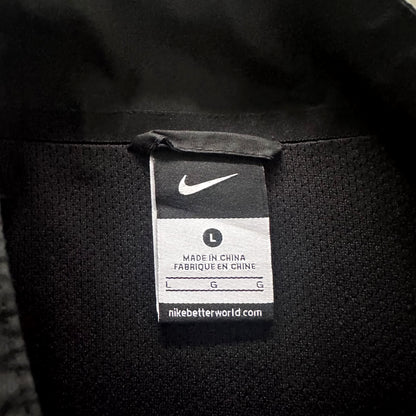 L
MADE IN CHINA
FABRIQUE EN CHINE
L G G
nikebetterworld.com